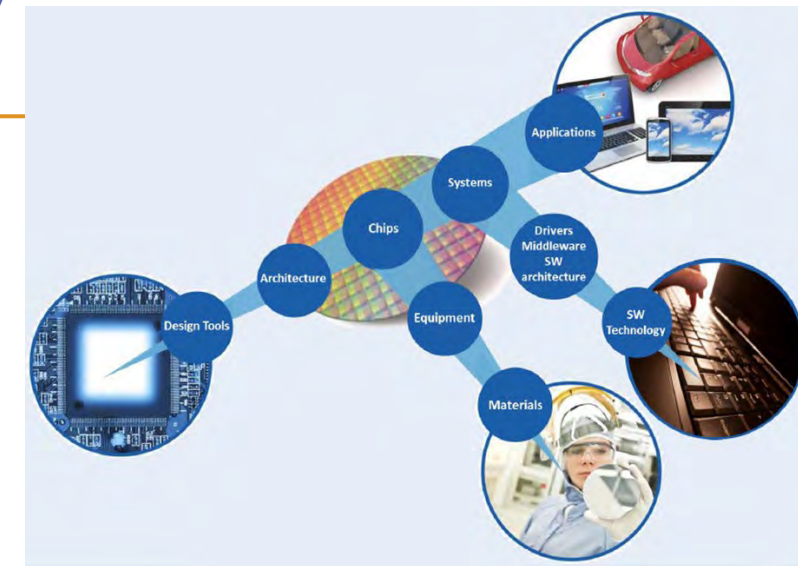 Applications
Systems
Chips
Drivers
Middleware
SW
architecture
Architecture
Design Tools
Equipment
SW
Technology
Materials